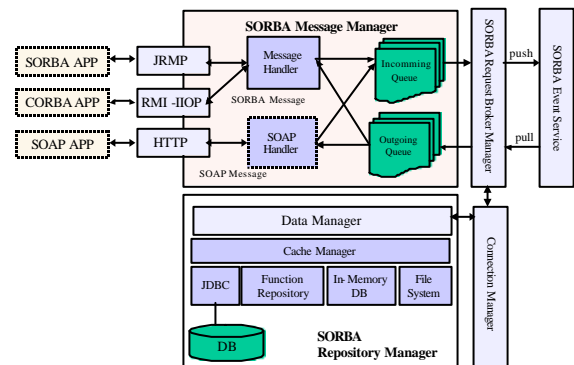 SORBA Message Manager
SORBA APP
JRMP
Message
Handler
Incomming
Queue
SORBA Request Broker Manager
push
SORBA Event Service
CORBA APP
RMI -IIOP
SORBA Message
SOAP APP
HTTP
SOAP
Handler
Outgoing
Queue
pull
SOAP Message
Data Manager
Connection Manager
Cache Manager
JDBC
Function
Repository
In-Memory
DB
File
System
DB
SORBA
Repository Manager